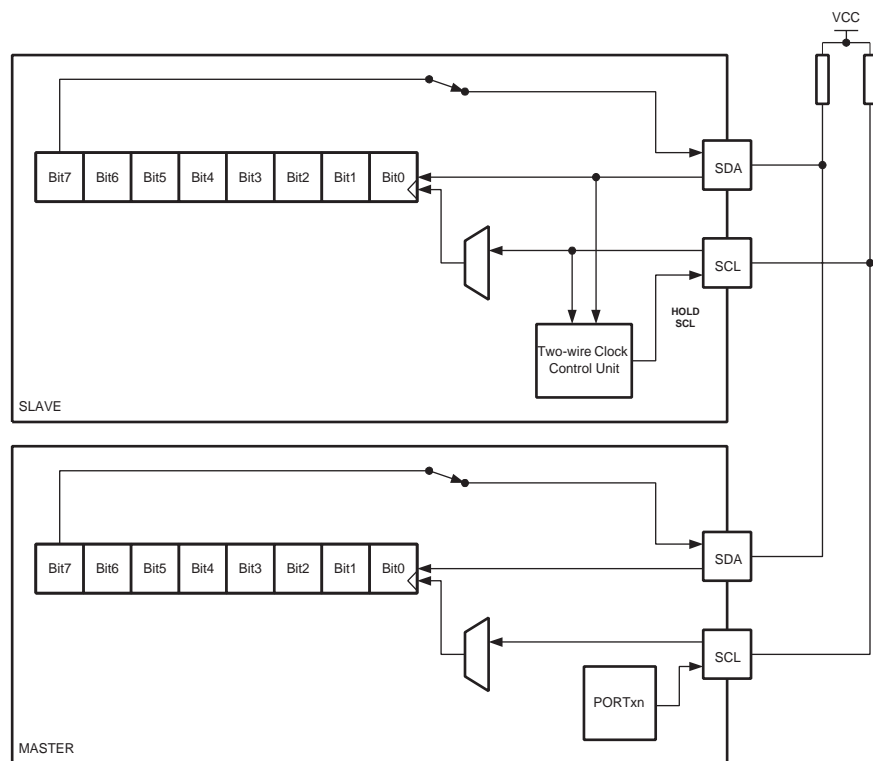 VCC
Bit7 Bit6 Bit5 Bit4 Bit3 Bit2 Bit1 Bit0
SDA
SCL
HOLD
SCL
Two-wire Clock
Control Unit
SLAVE
Bit7 Bit6 Bit5 Bit4 Bit3 Bit2 Bit1 Bit0
SDA
SCL
PORTxn
MASTER